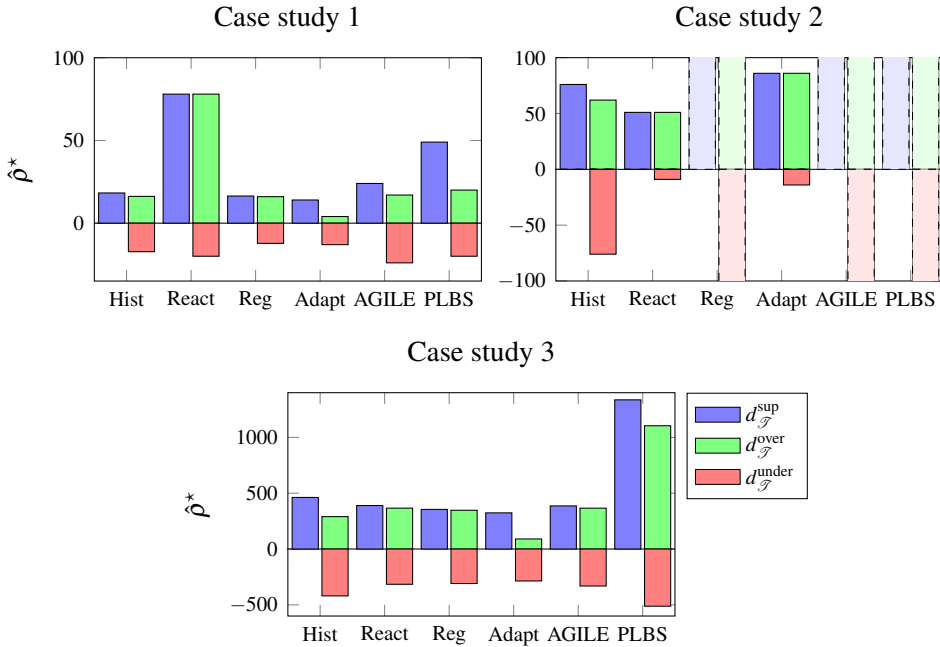 Case study 1
100
50
0
ρ̂⋆
Hist React Reg Adapt AGILE PLBS
Case study 2
100
50
0
−50
−100
Hist React Reg Adapt AGILE PLBS
Case study 3
1000
500
0
−500
ρ̂⋆
Hist React Reg Adapt AGILE PLBS
d_𝒯^sup
d_𝒯^over
d_𝒯^under